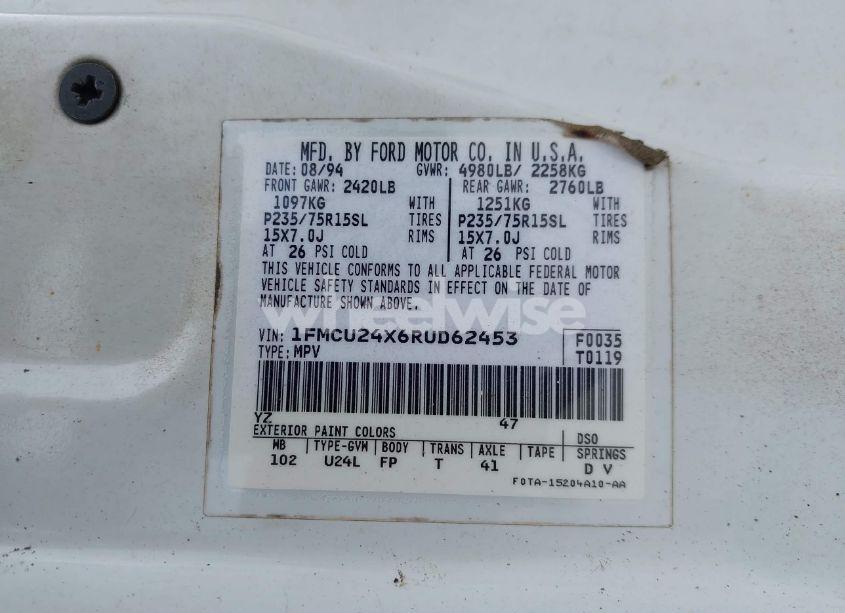 MFD. BY FORD MOTOR CO. IN U.S.A.
DATE: 08/94 GVWR: 4980LB/ 2258KG
FRONT GAWR: 2420LB REAR GAWR: 2760LB
1097KG WITH 1251KG WITH
P235/75R15SL TIRES P235/75R15SL TIRES
15X7.0J RIMS 15X7.0J RIMS
AT 26 PSI COLD AT 26 PSI COLD
THIS VEHICLE CONFORMS TO ALL APPLICABLE FEDERAL MOTOR
VEHICLE SAFETY STANDARDS IN EFFECT ON THE DATE OF
MANUFACTURE SHOWN ABOVE.
wheelwise
VIN: 1FMCU24X6RUD62453 F0035
TYPE: MPV T0119
YZ 47
EXTERIOR PAINT COLORS DSO
WB TYPE-GVW BODY TRANS AXLE TAPE SPRINGS
102 U24L FP T 41 D V
F0TA-15204A10-AA